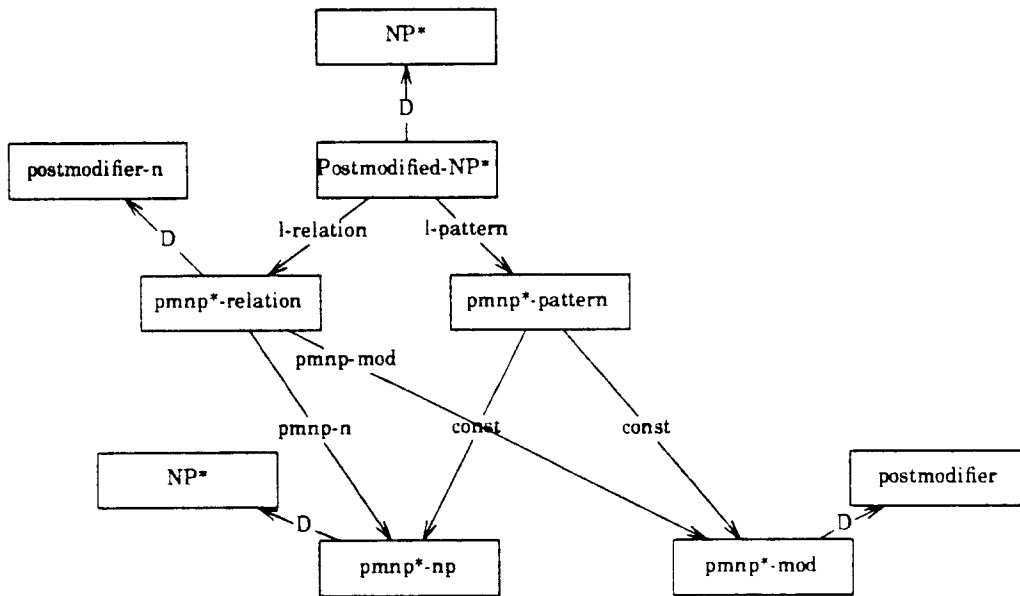 NP*
D
postmodifier-n
Postmodified-NP*
D
l-relation
l-pattern
pmnp*-relation
pmnp*-pattern
pmnp-mod
pmnp-n
const
const
NP*
postmodifier
D
D
pmnp*-np
pmnp*-mod